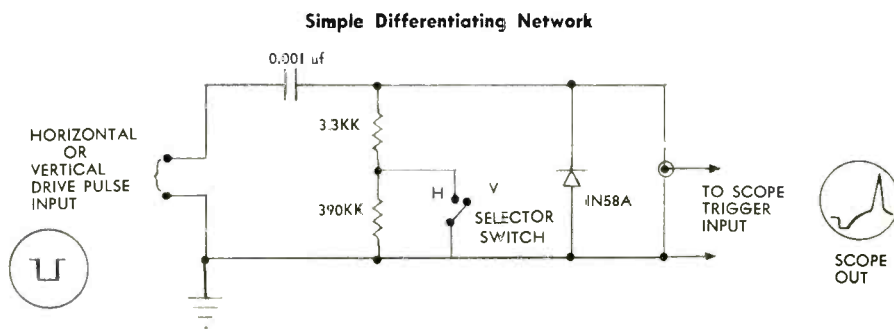 Simple Differentiating Network
0.001 uf
3.3KK
HORIZONTAL
OR
VERTICAL
DRIVE PULSE
INPUT
390KK
H
V
SELECTOR
SWITCH
IN58A
TO SCOPE
TRIGGER
INPUT
SCOPE
OUT